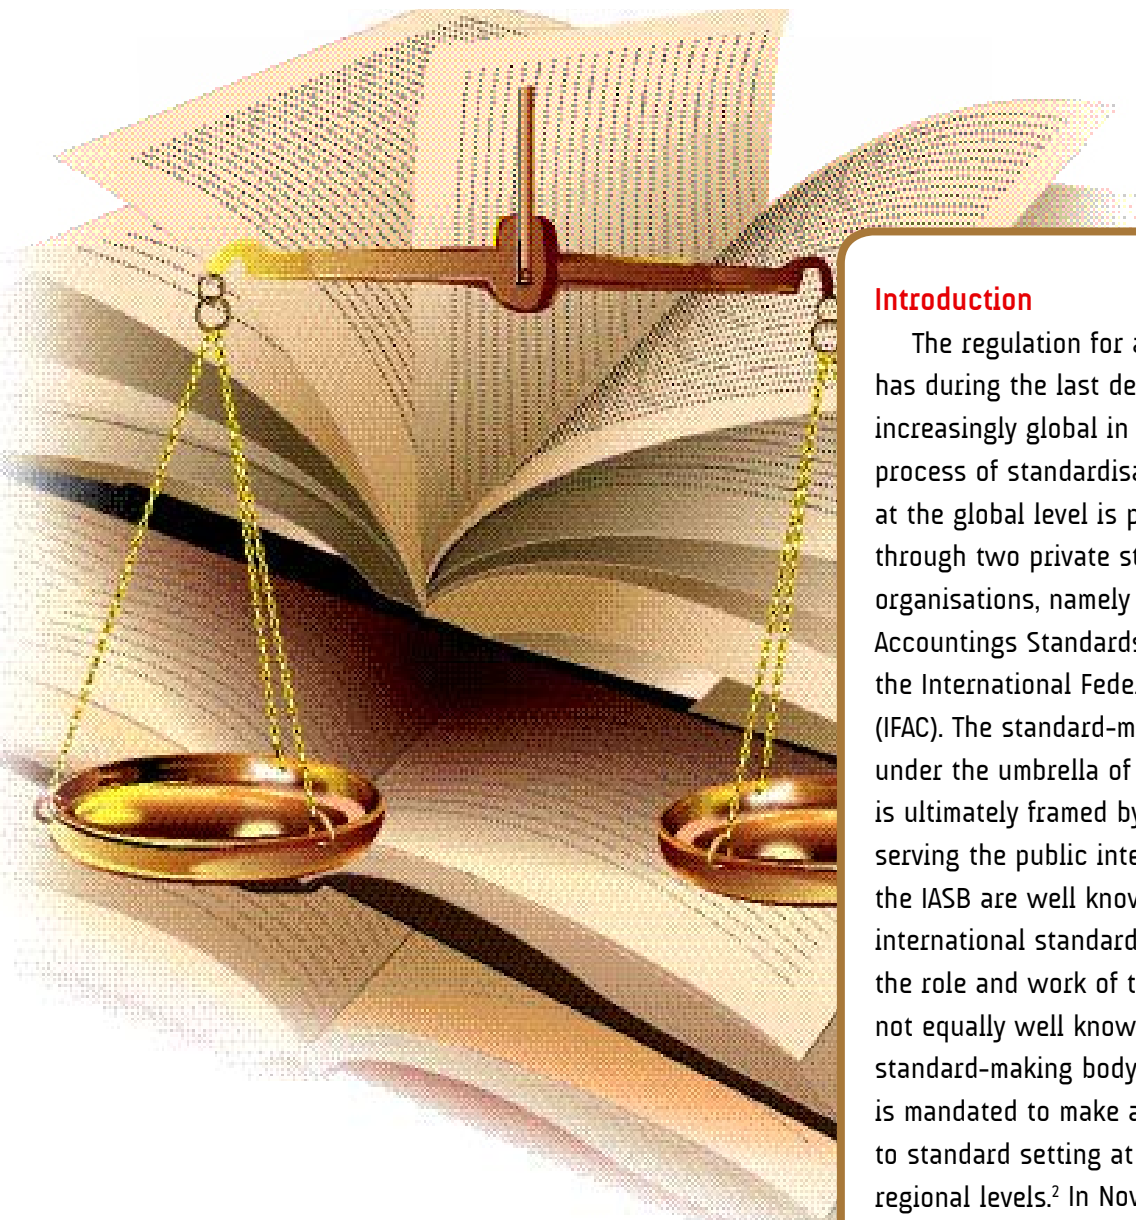 Introduction
The regulation for a
has during the last de
increasingly global in
process of standardisa
at the global level is p
through two private st
organisations, namely
Accountings Standards
the International Fede
(IFAC). The standard-m
under the umbrella of
is ultimately framed by
serving the public inte
the IASB are well know
international standard
the role and work of t
not equally well know
standard-making body
is mandated to make a
to standard setting at
regional levels.² In Nov